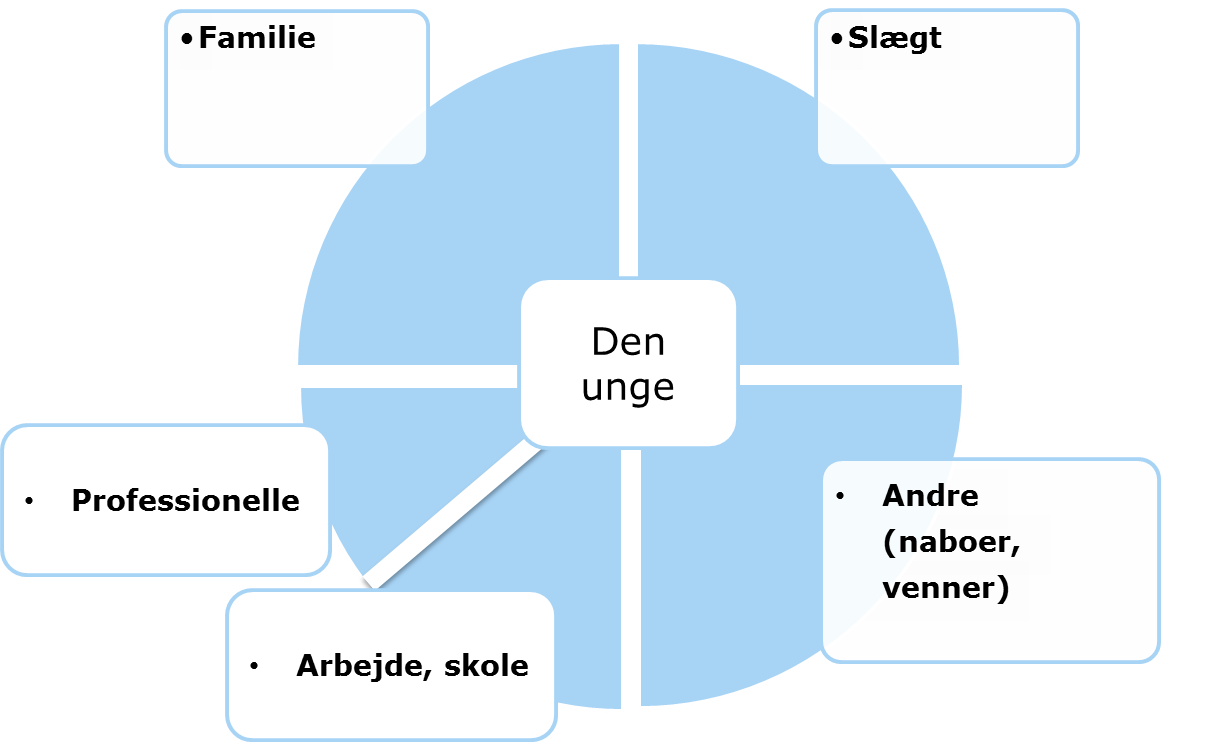 •Familie
•Slægt
Den
unge
• Professionelle
• Andre
(naboer,
venner)
• Arbejde, skole